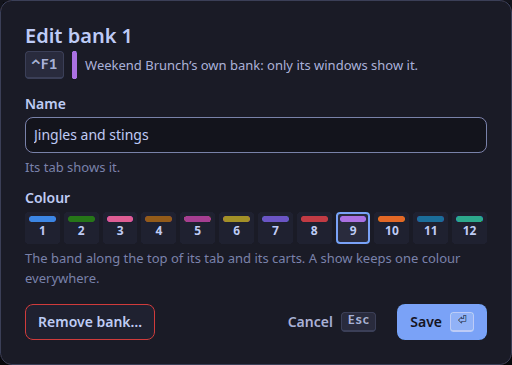 Edit bank 1
^F1 Weekend Brunch’s own bank: only its windows show it.
Name
Jingles and stings
Its tab shows it.
Colour
1 2 3 4 5 6 7 8 9 10 11 12
The band along the top of its tab and its carts. A show keeps one colour
everywhere.
Remove bank… Cancel Esc Save ⏎